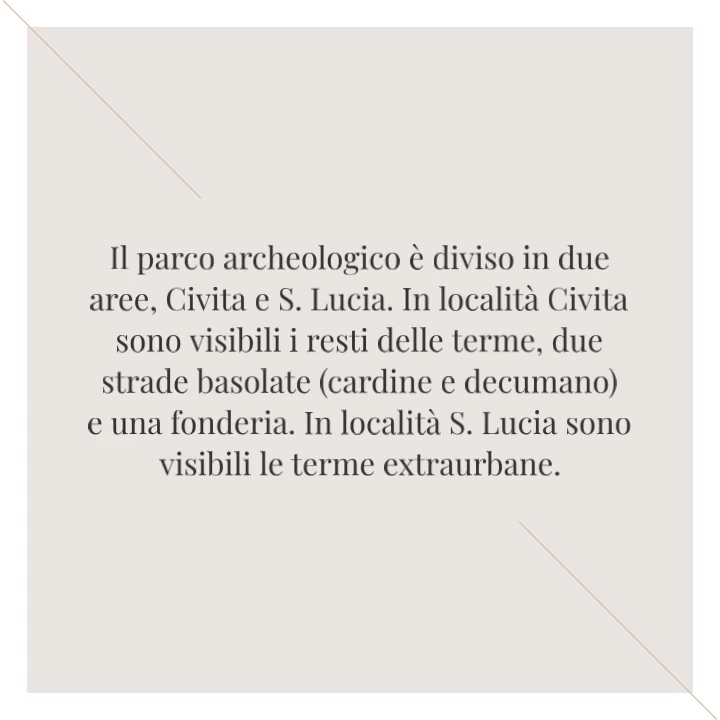 Il parco archeologico è diviso in due
aree, Civita e S. Lucia. In località Civita
sono visibili i resti delle terme, due
strade basolate (cardine e decumano)
e una fonderia. In località S. Lucia sono
visibili le terme extraurbane.